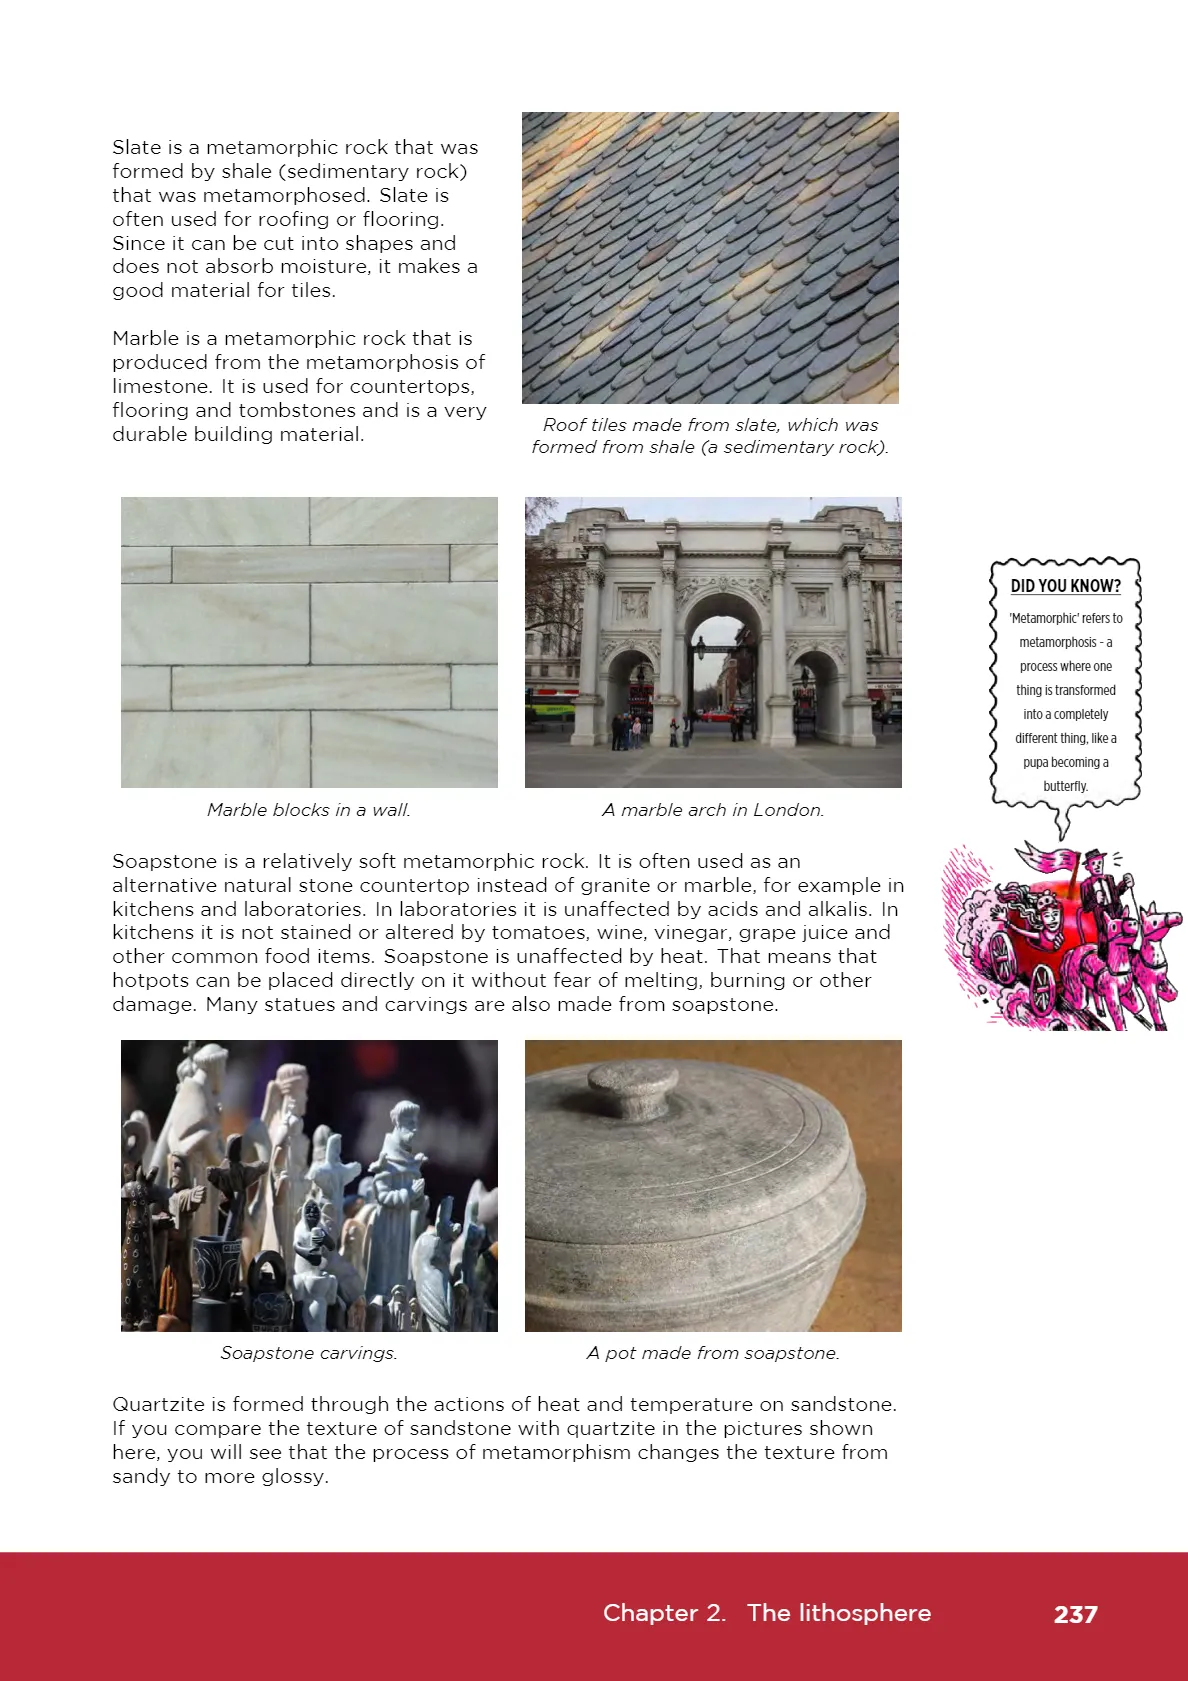 Slate is a metamorphic rock that was
formed by shale (sedimentary rock)
that was metamorphosed. Slate is
often used for roofing or flooring.
Since it can be cut into shapes and
does not absorb moisture, it makes a
good material for tiles.
Marble is a metamorphic rock that is
produced from the metamorphosis of
limestone. It is used for countertops,
flooring and tombstones and is a very
durable building material.
Roof tiles made from slate, which was
formed from shale (a sedimentary rock).
Marble blocks in a wall.
A marble arch in London.
DID YOU KNOW?
'Metamorphic' refers to
metamorphosis - a
process where one
thing is transformed
into a completely
different thing, like a
pupa becoming a
butterfly.
Soapstone is a relatively soft metamorphic rock. It is often used as an
alternative natural stone countertop instead of granite or marble, for example in
kitchens and laboratories. In laboratories it is unaffected by acids and alkalis. In
kitchens it is not stained or altered by tomatoes, wine, vinegar, grape juice and
other common food items. Soapstone is unaffected by heat. That means that
hotpots can be placed directly on it without fear of melting, burning or other
damage. Many statues and carvings are also made from soapstone.
Soapstone carvings.
A pot made from soapstone.
Quartzite is formed through the actions of heat and temperature on sandstone.
If you compare the texture of sandstone with quartzite in the pictures shown
here, you will see that the process of metamorphism changes the texture from
sandy to more glossy.
Chapter 2. The lithosphere 237